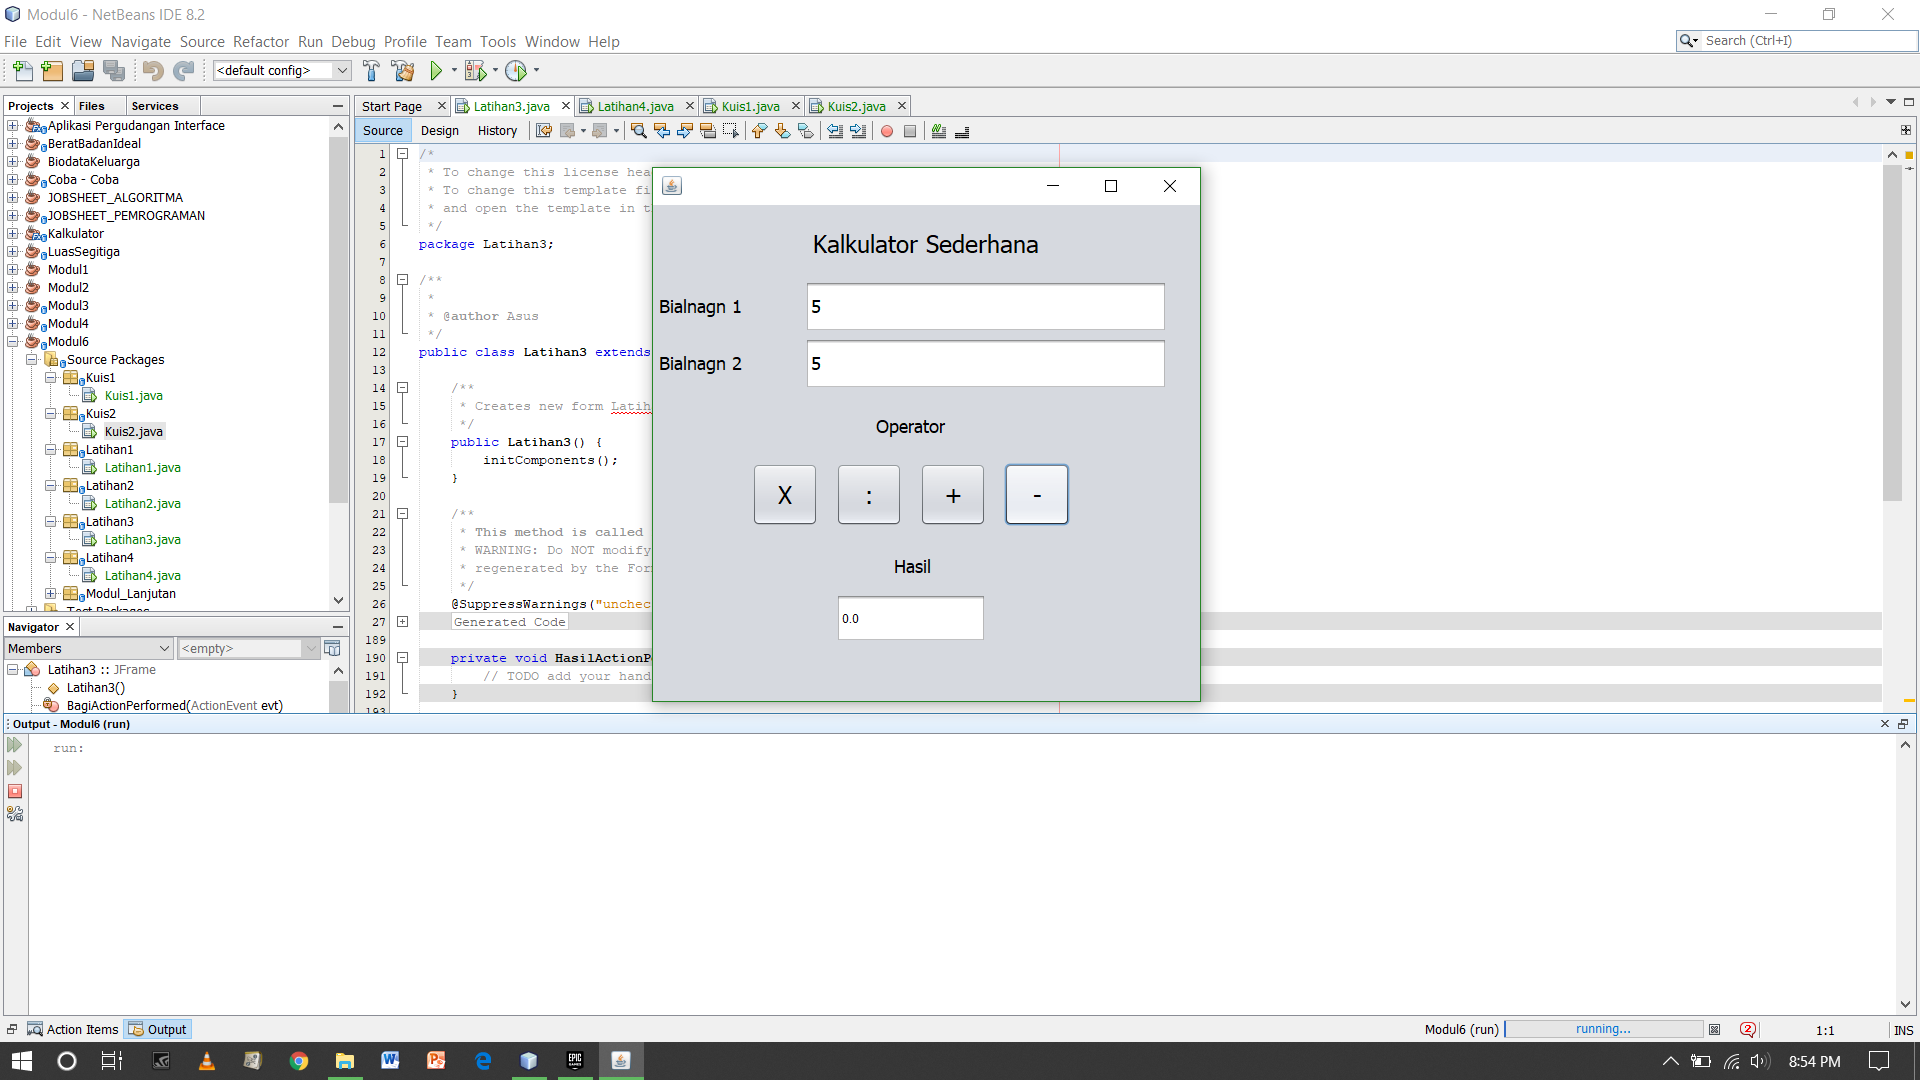 Modul6 - NetBeans IDE 8.2
File Edit View Navigate Source Refactor Run Debug Profile Team Tools Window Help
Search (Ctrl+I)
<default config>
Projects Files Services
Aplikasi Pergudangan Interface
BeratBadanIdeal
BiodataKeluarga
Coba - Coba
JOBSHEET_ALGORITMA
JOBSHEET_PEMROGRAMAN
Kalkulator
LuasSegitiga
Modul1
Modul2
Modul3
Modul4
Modul6
Source Packages
Kuis1
Kuis1.java
Kuis2
Kuis2.java
Latihan1
Latihan1.java
Latihan2
Latihan2.java
Latihan3
Latihan3.java
Latihan4
Latihan4.java
Modul_Lanjutan
Navigator
Members <empty>
Latihan3 :: JFrame
Latihan3()
BagiActionPerformed(ActionEvent evt)
Start Page Latihan3.java Latihan4.java Kuis1.java Kuis2.java
Source Design History
1 /*
2 * To change this license hea
3 * To change this template fi
4 * and open the template in t
5 */
6 package Latihan3;
7
8 /**
9 *
10 * @author Asus
11 */
12 public class Latihan3 extends
13
14 /**
15 * Creates new form Latih
16 */
17 public Latihan3() {
18 initComponents();
19 }
20
21 /**
22 * This method is called
23 * WARNING: Do NOT modify
24 * regenerated by the For
25 */
26 @SuppressWarnings("unchec
27 Generated Code
189
190 private void HasilActionP
191 // TODO add your hand
192 }
193
Kalkulator Sederhana
Bialnagn 1 5
Bialnagn 2 5
Operator
X : + -
Hasil
0.0
Output - Modul6 (run)
run:
Action Items Output
Modul6 (run) running... 2 1:1 INS
8:54 PM